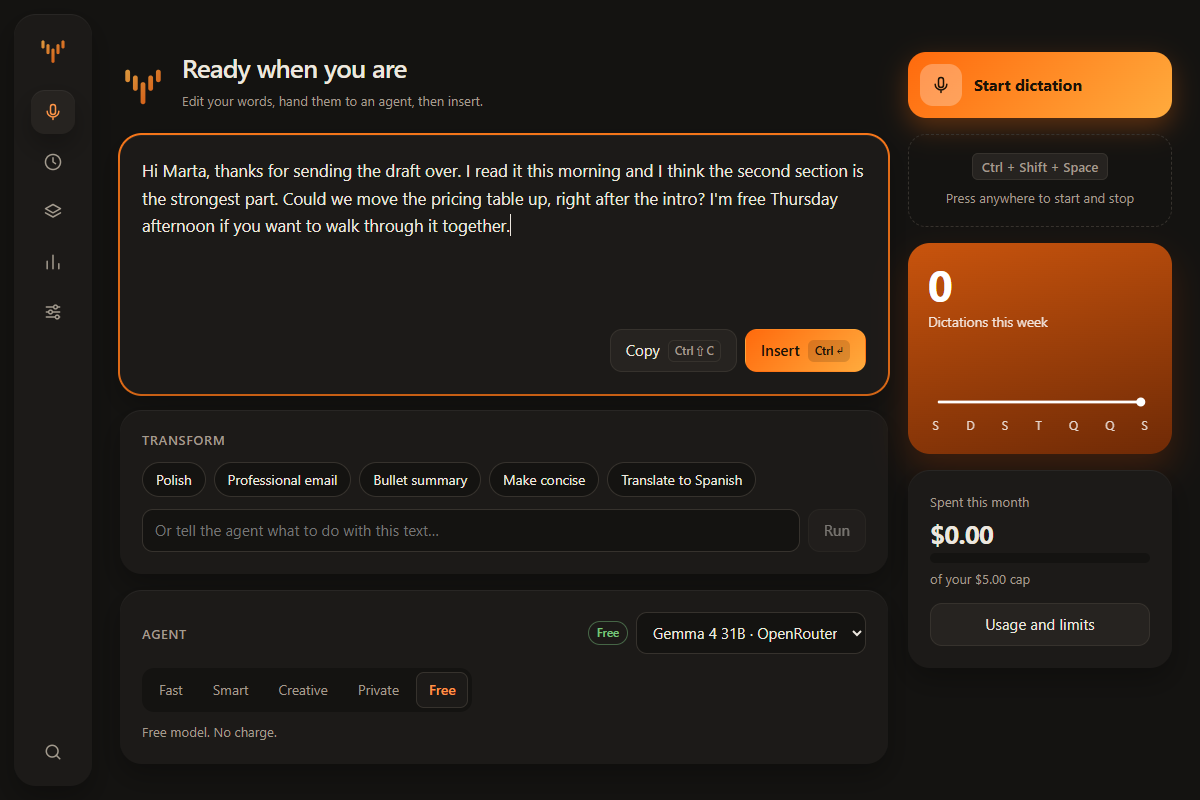 Ready when you are
Edit your words, hand them to an agent, then insert.
Hi Marta, thanks for sending the draft over. I read it this morning and I think the second section is
the strongest part. Could we move the pricing table up, right after the intro? I'm free Thursday
afternoon if you want to walk through it together.
Copy Ctrl⇧C
Insert Ctrl⏎
TRANSFORM
Polish
Professional email
Bullet summary
Make concise
Translate to Spanish
Or tell the agent what to do with this text...
Run
AGENT
Free
Gemma 4 31B · OpenRouter
Fast
Smart
Creative
Private
Free
Free model. No charge.
Start dictation
Ctrl + Shift + Space
Press anywhere to start and stop
0
Dictations this week
S D S T Q Q S
Spent this month
$0.00
of your $5.00 cap
Usage and limits